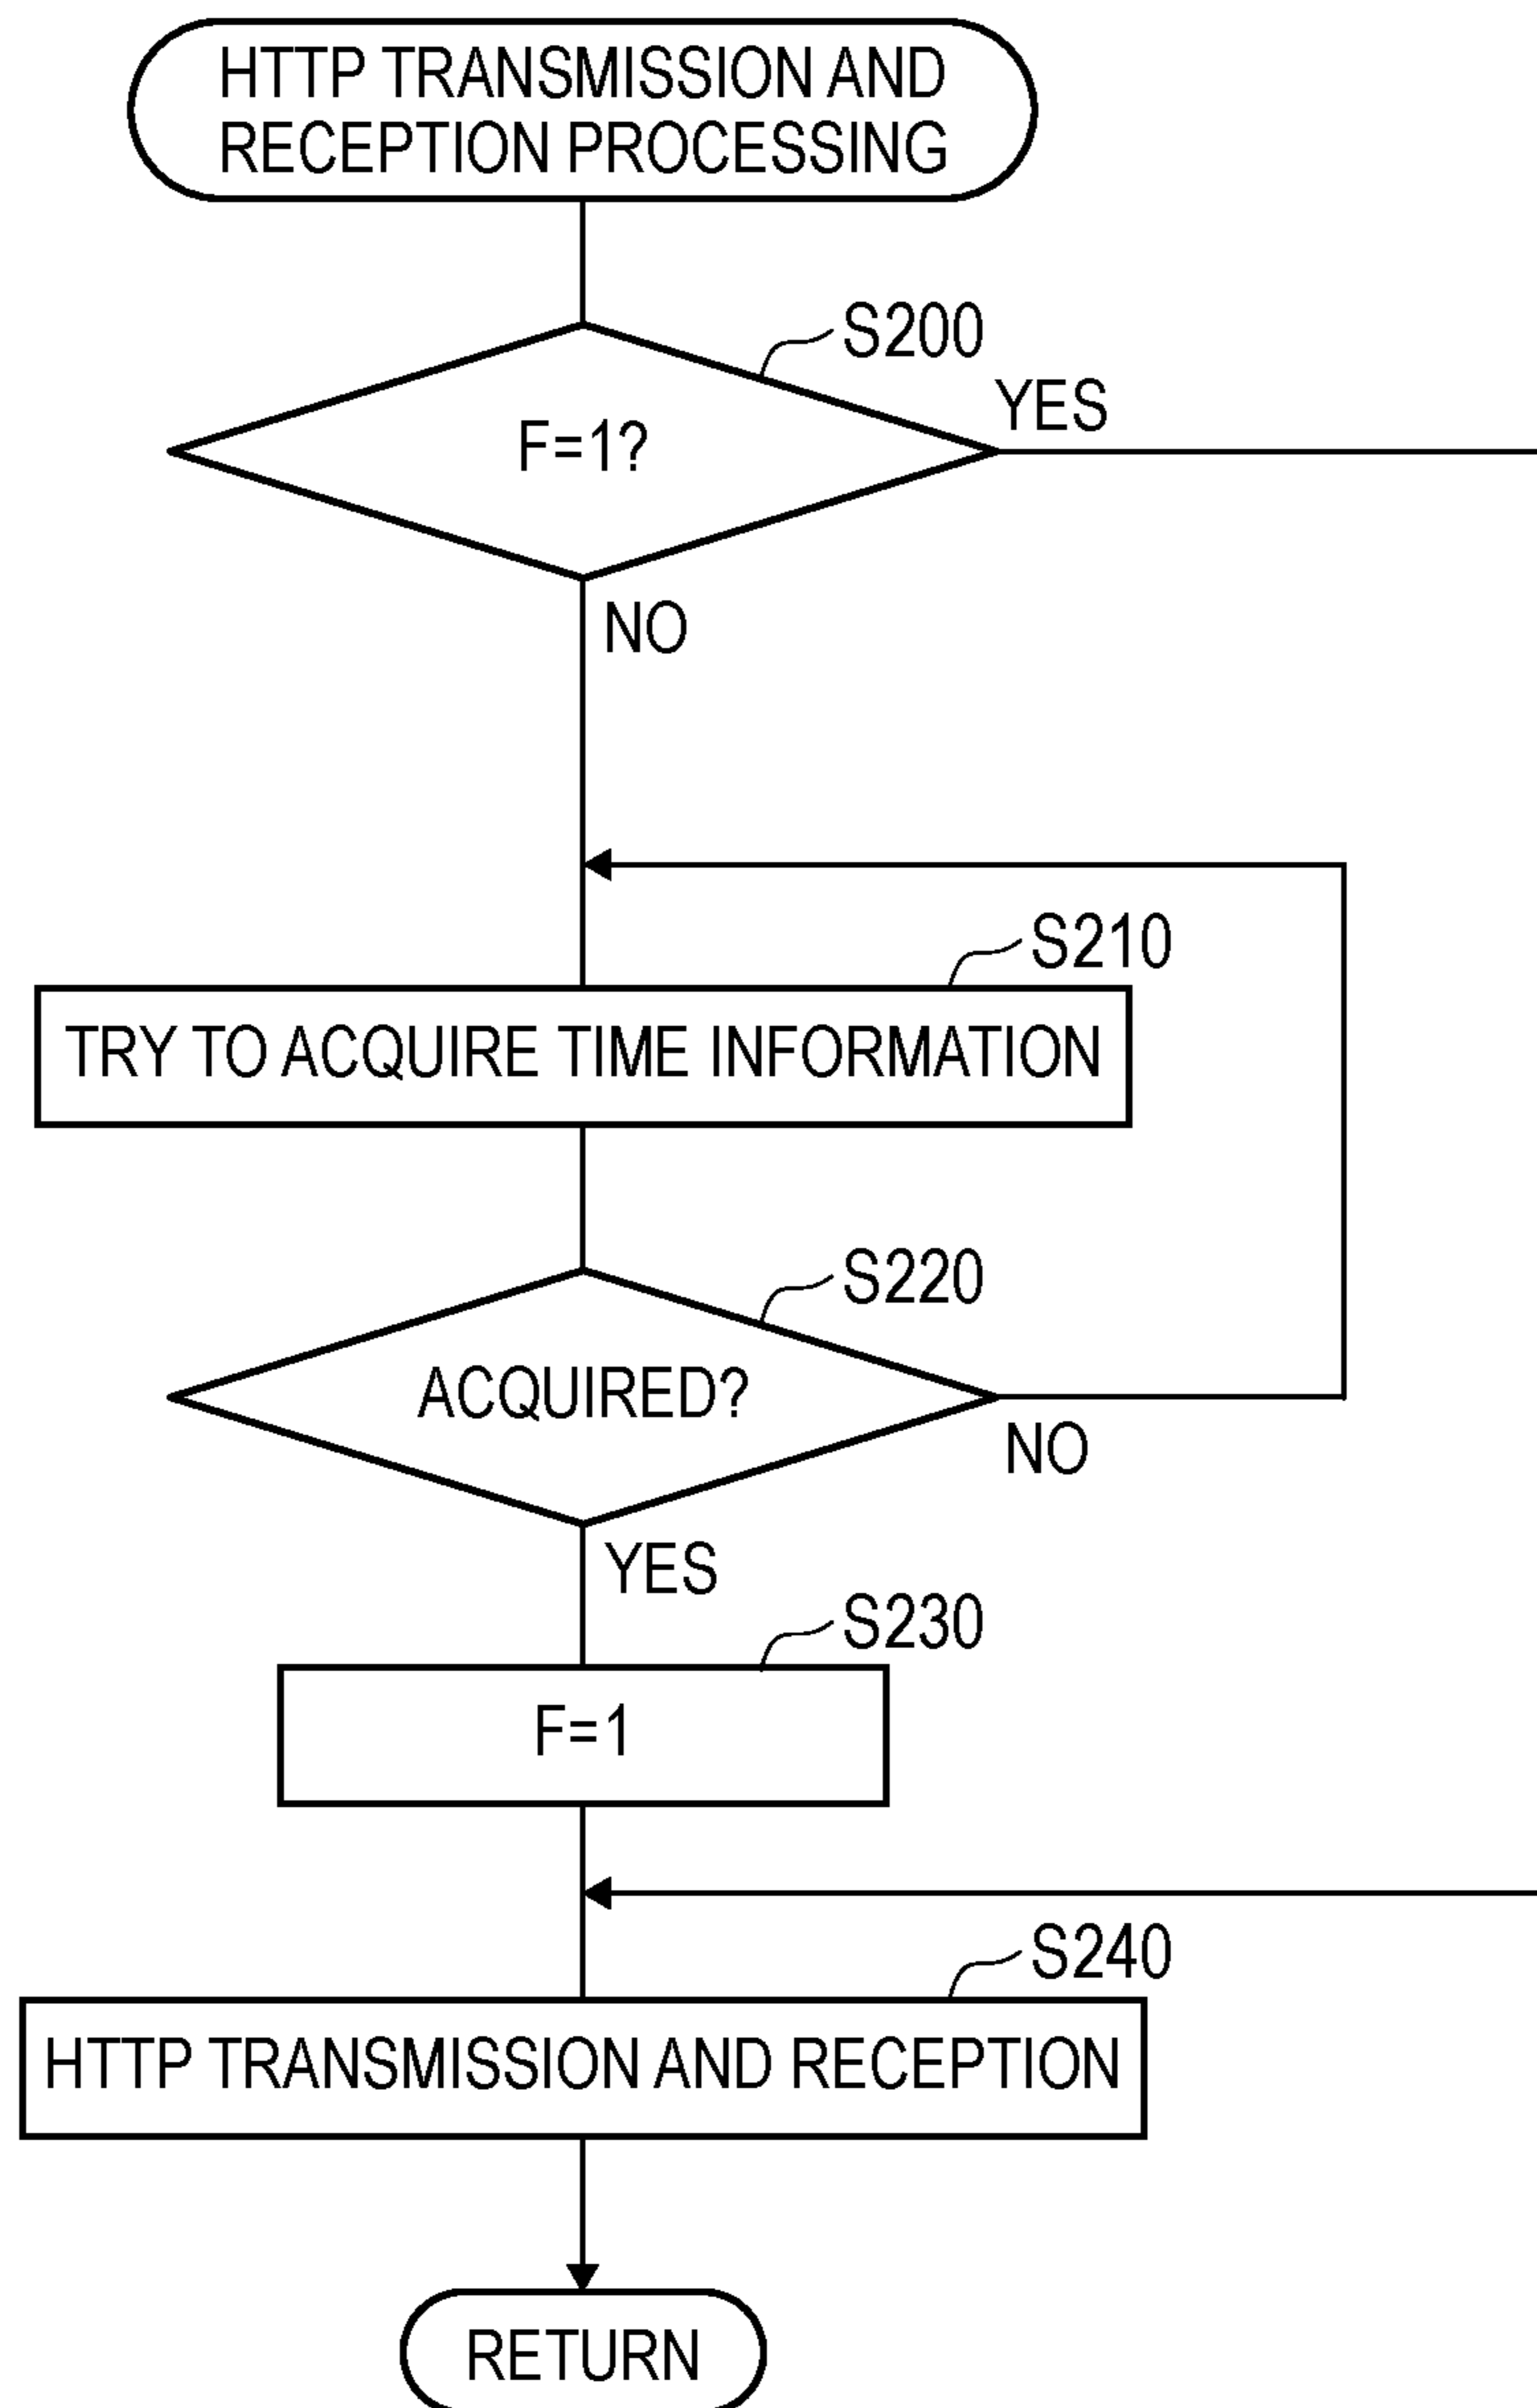 HTTP TRANSMISSION AND
RECEPTION PROCESSING
S200
YES
F=1?
NO
S210
TRY TO ACQUIRE TIME INFORMATION
S220
ACQUIRED?
NO
YES
S230
F=1
S240
HTTP TRANSMISSION AND RECEPTION
RETURN